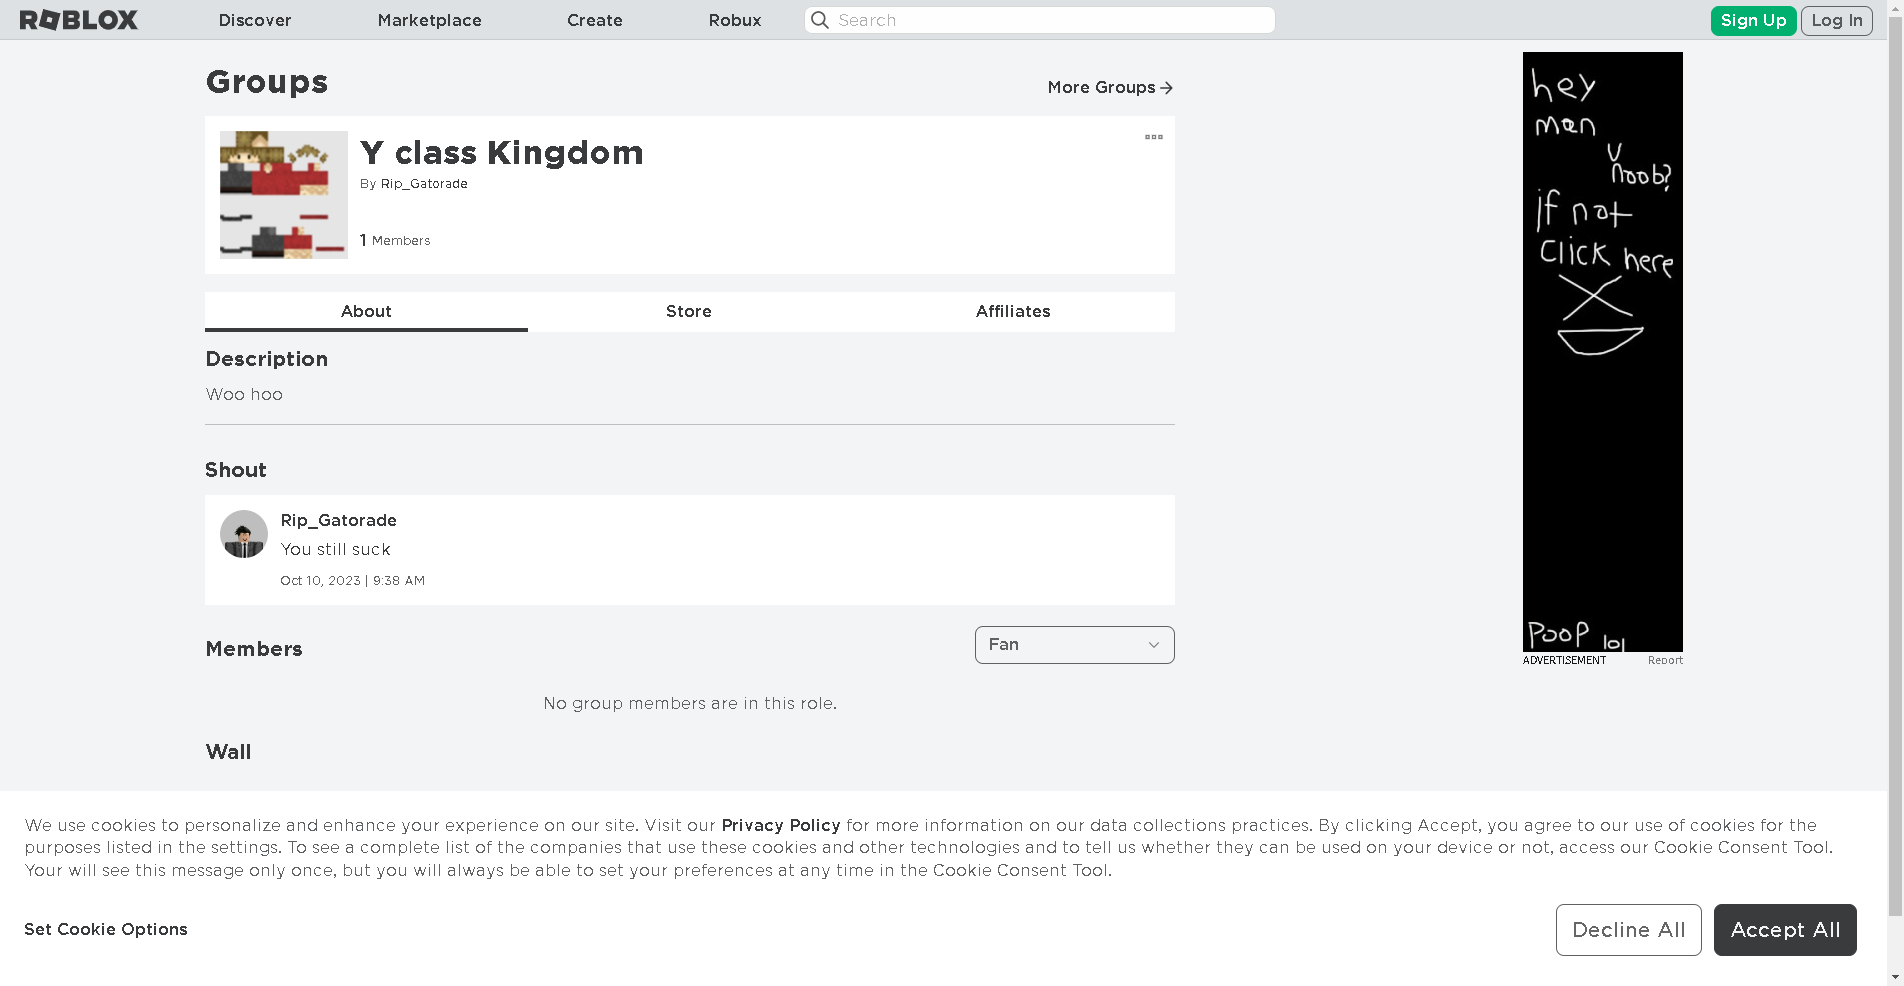 ROBLOX Discover Marketplace Create Robux Search Sign Up Log In
Groups
More Groups
Y class Kingdom
By Rip_Gatorade
1 Members
About Store Affiliates
Description
Woo hoo
Shout
Rip_Gatorade
You still suck
Oct 10, 2023 | 9:38 AM
Members
Fan
No group members are in this role.
Wall
hey
men
U
noob?
if not
Click here
Poop lol
ADVERTISEMENT Report
We use cookies to personalize and enhance your experience on our site. Visit our Privacy Policy for more information on our data collections practices. By clicking Accept, you agree to our use of cookies for the
purposes listed in the settings. To see a complete list of the companies that use these cookies and other technologies and to tell us whether they can be used on your device or not, access our Cookie Consent Tool.
Your will see this message only once, but you will always be able to set your preferences at any time in the Cookie Consent Tool.
Set Cookie Options
Decline All
Accept All